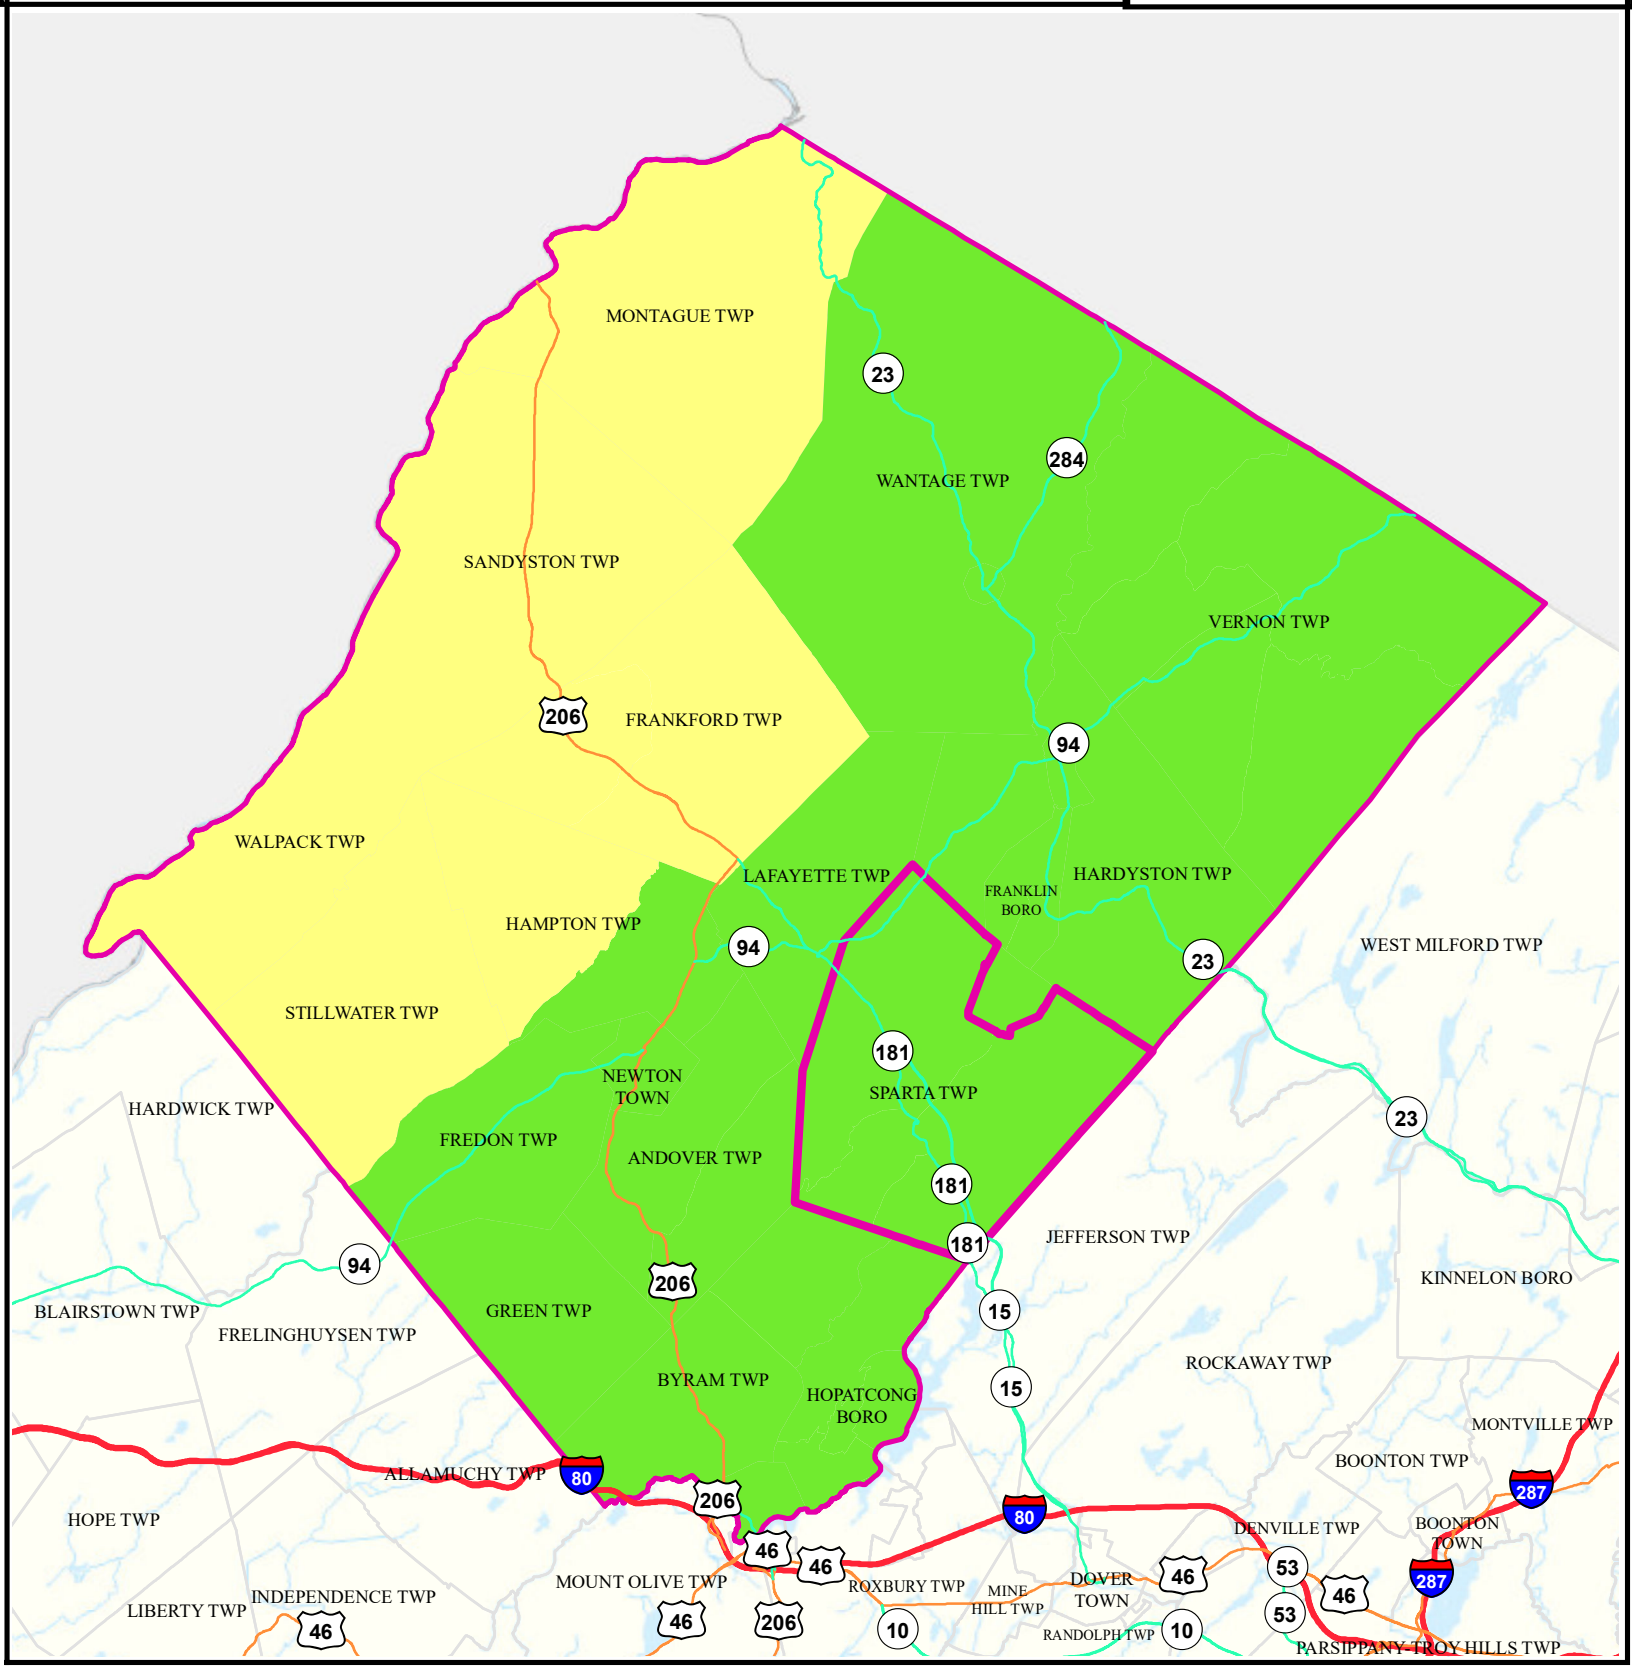 MONTAGUE TWP
23
284
WANTAGE TWP
SANDYSTON TWP
VERNON TWP
206
FRANKFORD TWP
94
WALPACK TWP
LAFAYETTE TWP
HARDYSTON TWP
FRANKLIN
BORO
HAMPTON TWP
94
23
WEST MILFORD TWP
STILLWATER TWP
181
NEWTON
TOWN
SPARTA TWP
HARDWICK TWP
23
FREDON TWP
ANDOVER TWP
181
JEFFERSON TWP
181
94
206
KINNELON BORO
BLAIRSTOWN TWP
GREEN TWP
15
FRELINGHUYSEN TWP
ROCKAWAY TWP
BYRAM TWP
15
HOPATCONG
BORO
MONTVILLE TWP
BOONTON TWP
ALLAMUCHY TWP
80
287
206
80
HOPE TWP
BOONTON
TOWN
DENVILLE TWP
46
46
53
MOUNT OLIVE TWP
ROXBURY TWP
MINE
HILL TWP
DOVER
TOWN
46
287
46
INDEPENDENCE TWP
LIBERTY TWP
46
46
206
10
53
RANDOLPH TWP
10
PARSIPPANY-TROY HILLS TWP